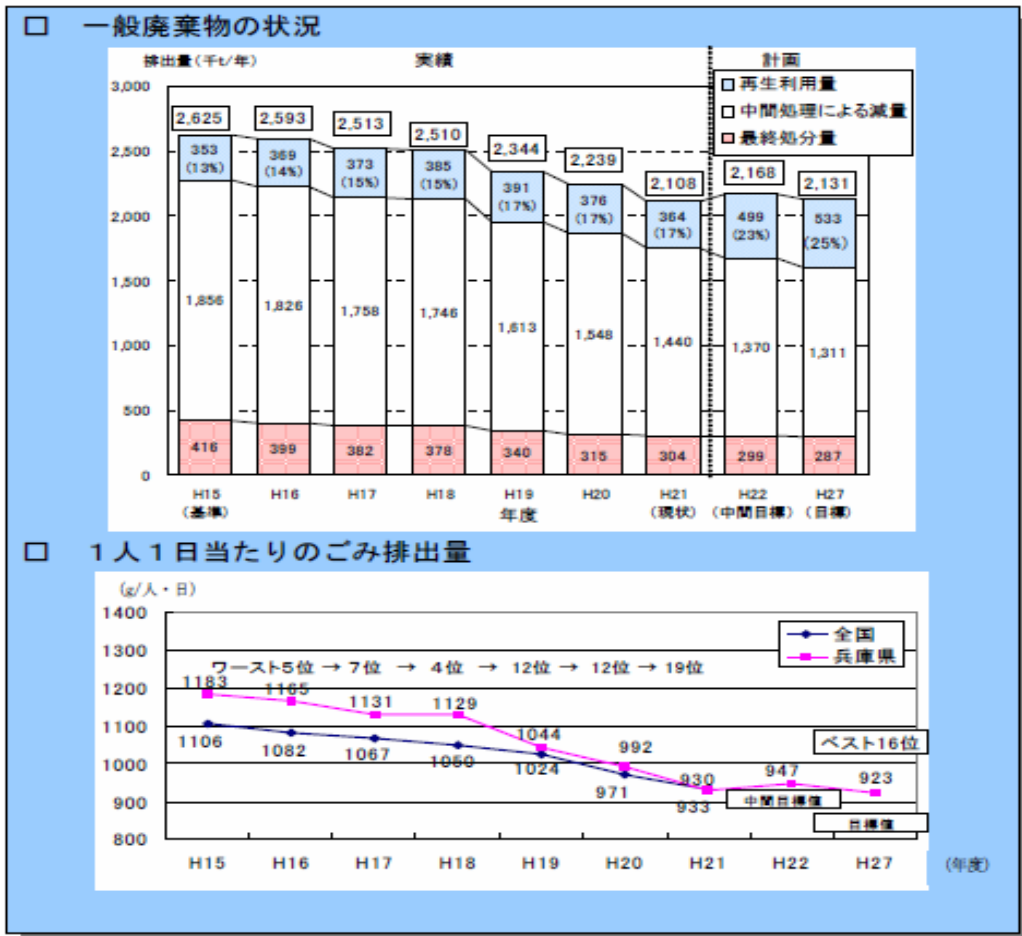 □ 一般廃棄物の状況
排出量(千t/年) 実績 計画
□再生利用量
□中間処理による減量
□最終処分量
3,000
2,500
2,000
1,500
1,000
500
0
2,625 2,593 2,513 2,510 2,344 2,239 2,108 2,168 2,131
353 369 373 385 391 376 364 499 533
(13%) (14%) (15%) (15%) (17%) (17%) (17%) (23%) (25%)
1,856 1,826 1,758 1,746 1,613 1,548 1,440 1,370 1,311
416 399 382 378 340 315 304 299 287
H15 H16 H17 H18 H19 H20 H21 H22 H27
(基準) 年度 (現状) (中間目標) (目標)
□ 1人1日当たりのごみ排出量
(g/人・日)
1400
1300
1200
1100
1000
900
800
全国
兵庫県
ワースト5位 → 7位 → 4位 → 12位 → 12位 → 19位
1183 1165 1131 1129 1044 992 930 947 923
1106 1082 1067 1050 1024 971 933
ベスト16位
中間目標値
目標値
H15 H16 H17 H18 H19 H20 H21 H22 H27 (年度)